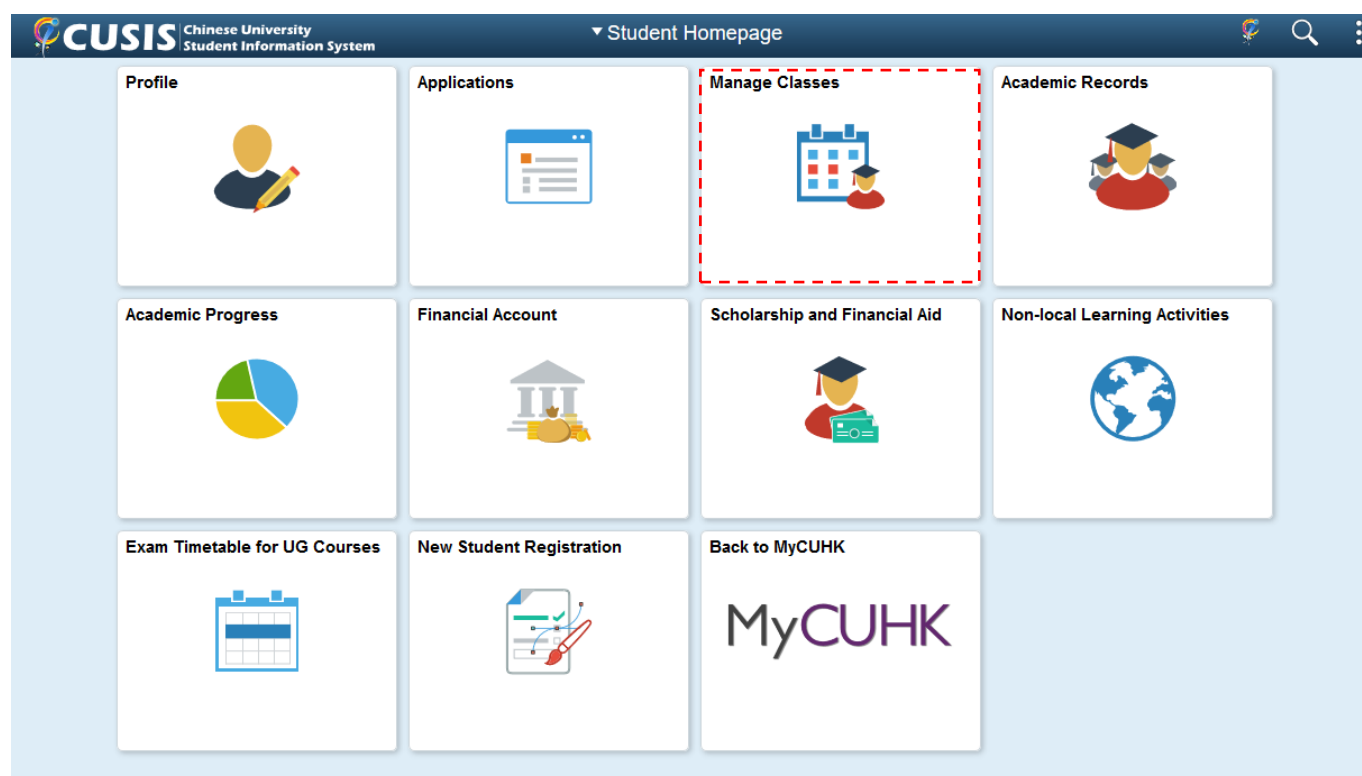 CUSIS Chinese University
Student Information System
Student Homepage
Profile
Applications
Manage Classes
Academic Records
Academic Progress
Financial Account
Scholarship and Financial Aid
Non-local Learning Activities
Exam Timetable for UG Courses
New Student Registration
Back to MyCUHK
MyCUHK